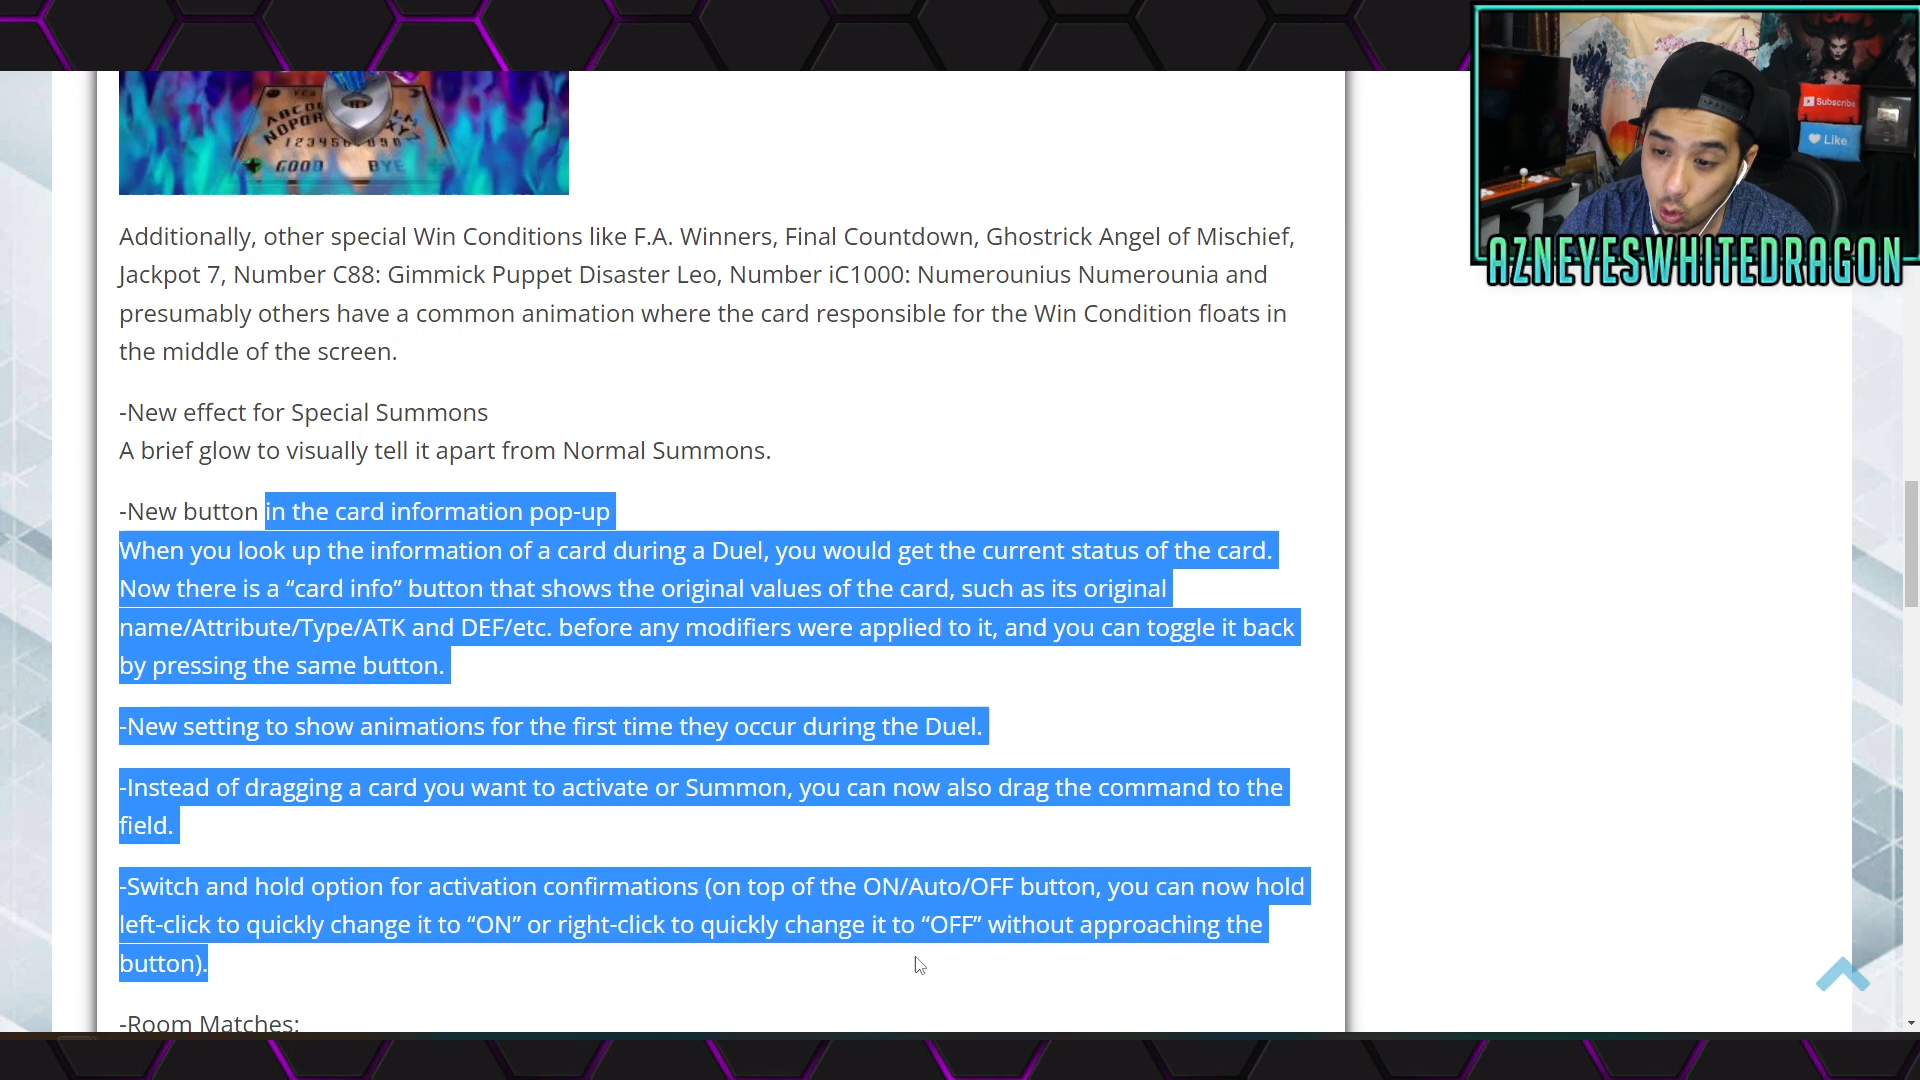 YES
ABCD
LM
NOPQR
XYZ
1234567890
GOOD BYE
Subscribe
Like
AZNEYESWHITEDRAGON
Additionally, other special Win Conditions like F.A. Winners, Final Countdown, Ghostrick Angel of Mischief,
Jackpot 7, Number C88: Gimmick Puppet Disaster Leo, Number iC1000: Numerounius Numerounia and
presumably others have a common animation where the card responsible for the Win Condition floats in
the middle of the screen.
-New effect for Special Summons
A brief glow to visually tell it apart from Normal Summons.
-New button in the card information pop-up
When you look up the information of a card during a Duel, you would get the current status of the card.
Now there is a “card info” button that shows the original values of the card, such as its original
name/Attribute/Type/ATK and DEF/etc. before any modifiers were applied to it, and you can toggle it back
by pressing the same button.
-New setting to show animations for the first time they occur during the Duel.
-Instead of dragging a card you want to activate or Summon, you can now also drag the command to the
field.
-Switch and hold option for activation confirmations (on top of the ON/Auto/OFF button, you can now hold
left-click to quickly change it to “ON” or right-click to quickly change it to “OFF” without approaching the
button).
-Room Matches: